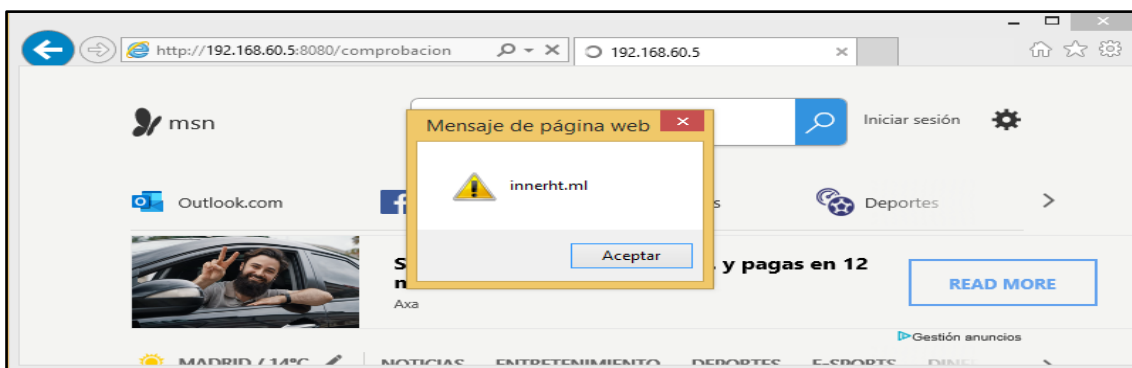 http://192.168.60.5:8080/comprobacion
192.168.60.5
msn
Mensaje de página web
Iniciar sesión
innerht.ml
Outlook.com
s
Deportes
Aceptar
S
y pagas en 12
n
READ MORE
Axa
Gestión anuncios
MADRID / 14°C
NOTICIAS
ENTRETENIMIENTO
DEPORTES
E-SPORTS